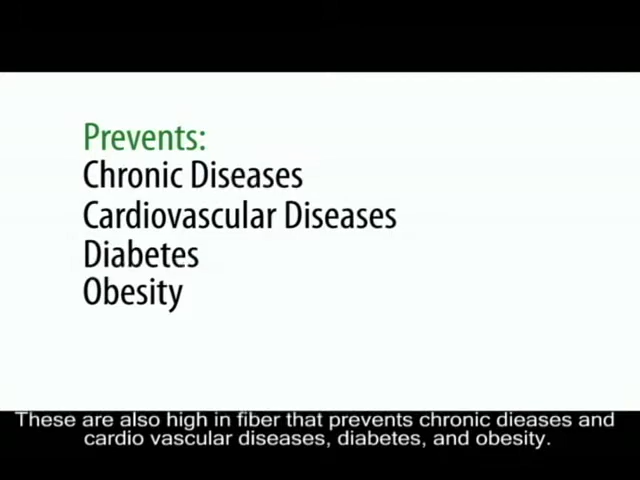 Prevents:
Chronic Diseases
Cardiovascular Diseases
Diabetes
Obesity
These are also high in fiber that prevents chronic dieases and
cardio vascular diseases, diabetes, and obesity.